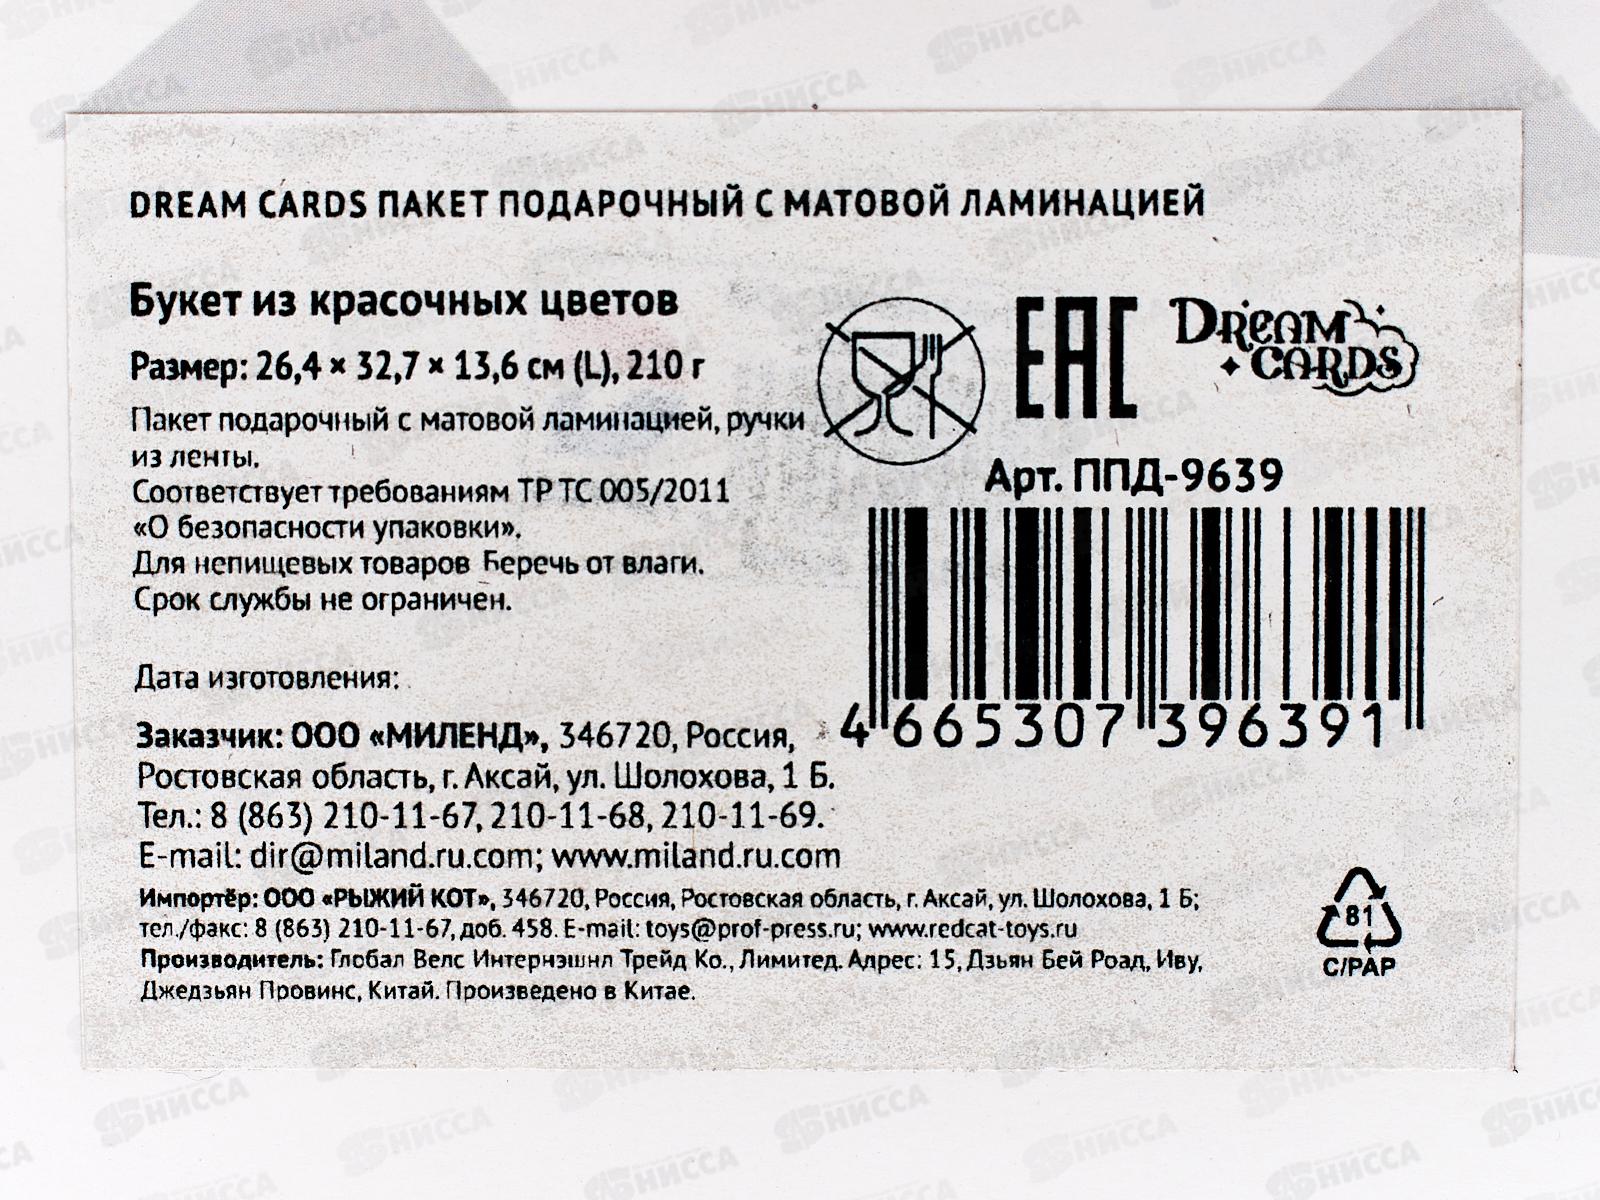 DREAM CARDS ПАКЕТ ПОДАРОЧНЫЙ С МАТОВОЙ ЛАМИНАЦИЕЙ
Букет из красочных цветов
Размер: 26,4 × 32,7 × 13,6 см (L), 210 г
Пакет подарочный с матовой ламинацией, ручки
из ленты.
Соответствует требованиям ТР ТС 005/2011
«О безопасности упаковки».
Для непищевых товаров Беречь от влаги.
Срок службы не ограничен.
Дата изготовления:
Заказчик: ООО «МИЛЕНД», 346720, Россия,
Ростовская область, г. Аксай, ул. Шолохова, 1 Б.
Тел.: 8 (863) 210-11-67, 210-11-68, 210-11-69.
E-mail: dir@miland.ru.com; www.miland.ru.com
Импортёр: ООО «РЫЖИЙ КОТ», 346720, Россия, Ростовская область, г. Аксай, ул. Шолохова, 1 Б;
тел./факс: 8 (863) 210-11-67, доб. 458. E-mail: toys@prof-press.ru; www.redcat-toys.ru
Производитель: Глобал Велс Интернэшнл Трейд Ко., Лимитед. Адрес: 15, Дзьян Бей Роад, Иву,
Джедзьян Провинс, Китай. Произведено в Китае.
EAC
DREAM
CARDS
Арт. ППД-9639
4 665307 396391
81
C/PAP
НИССА